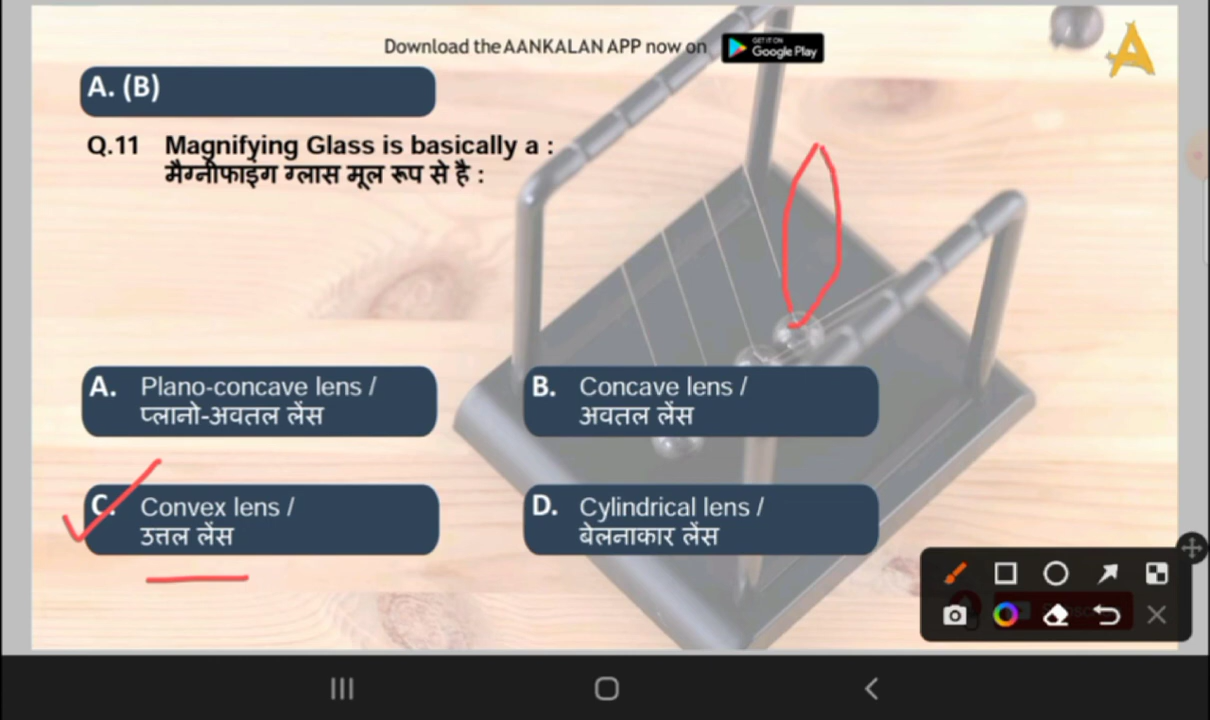 Download the AANKALAN APP now on
GET IT ON
Google Play
A
A. (B)
Q.11 Magnifying Glass is basically a :
मैग्नीफाइंग ग्लास मूल रूप से है :
A. Plano-concave lens /
प्लानो-अवतल लेंस
B. Concave lens /
अवतल लेंस
C. Convex lens /
उत्तल लेंस
D. Cylindrical lens /
बेलनाकार लेंस